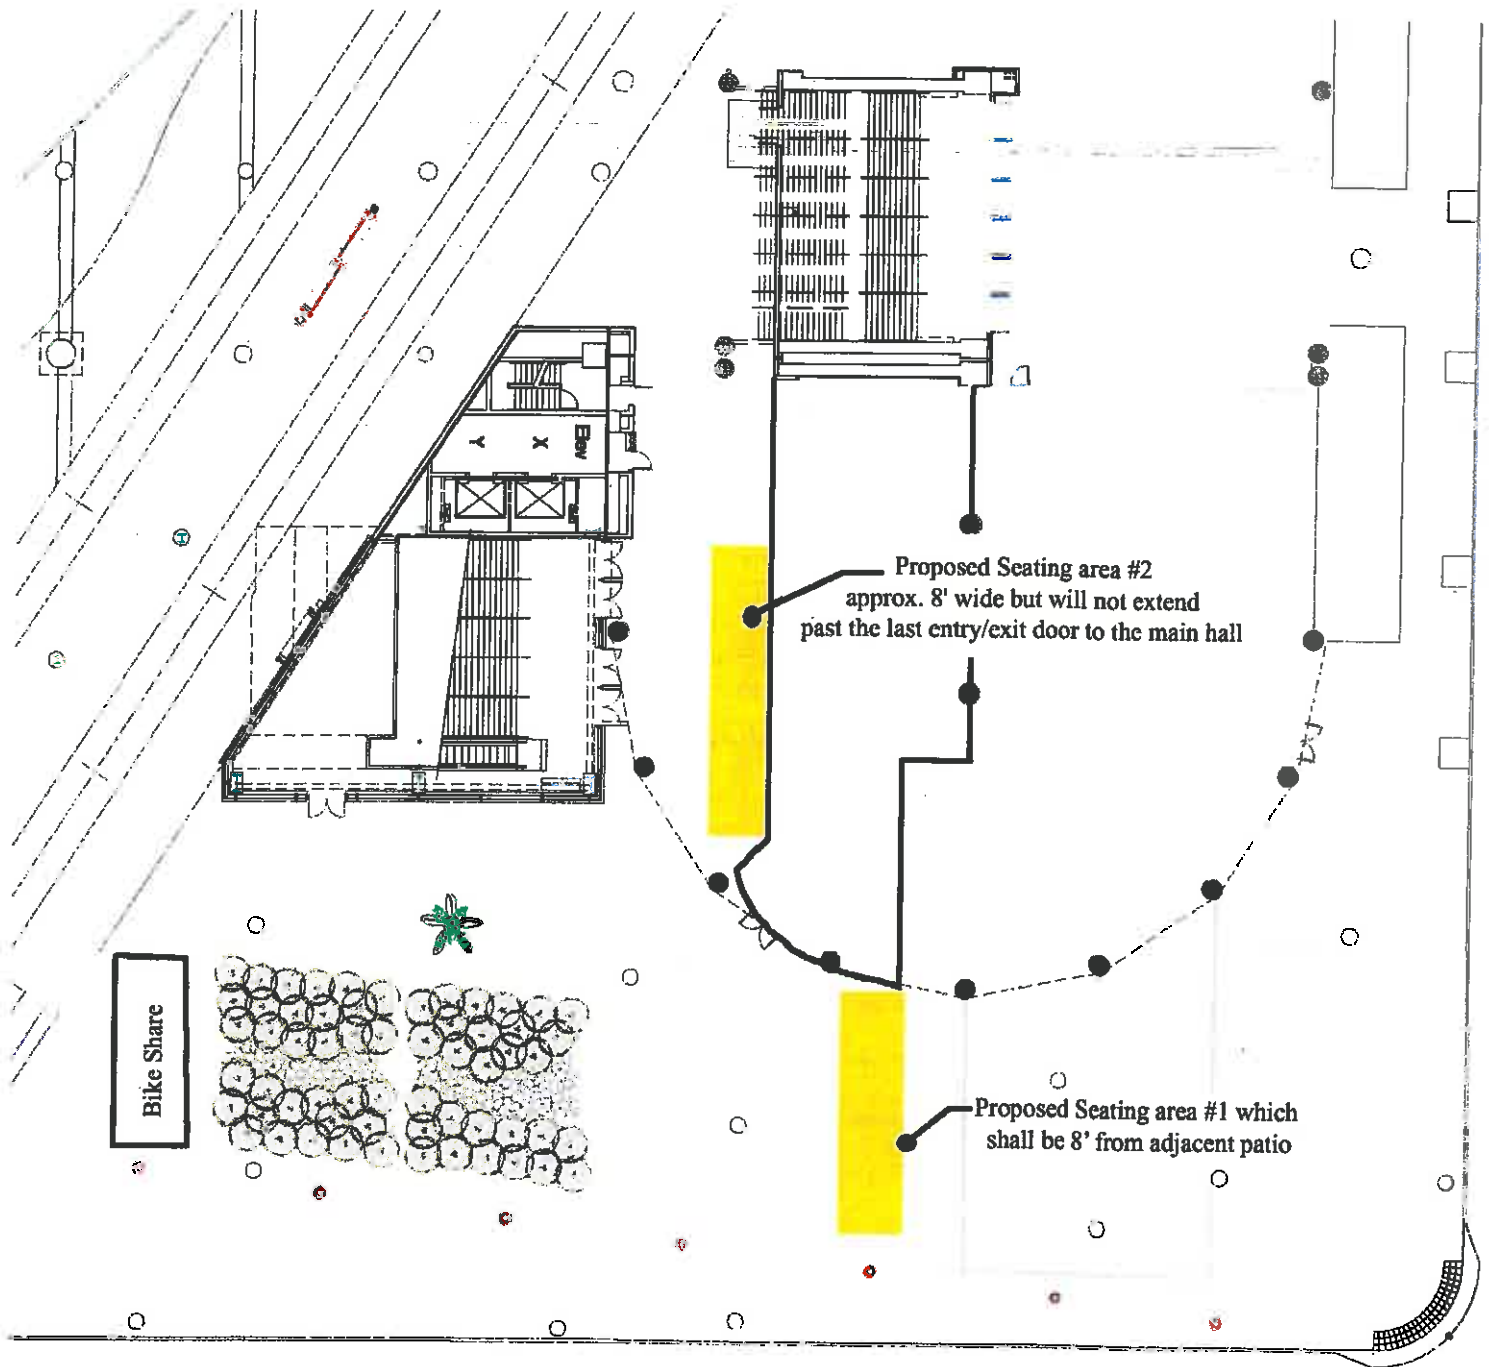 Elev
X
Y
Proposed Seating area #2
approx. 8' wide but will not extend
past the last entry/exit door to the main hall
Bike Share
Proposed Seating area #1 which
shall be 8’ from adjacent patio